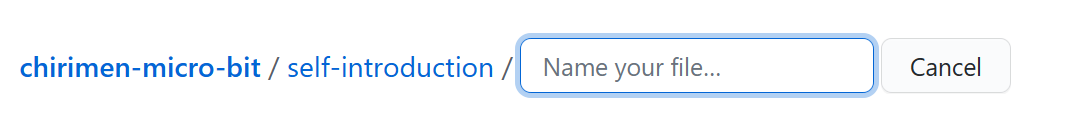 chirimen-micro-bit / self-introduction / Name your file... Cancel